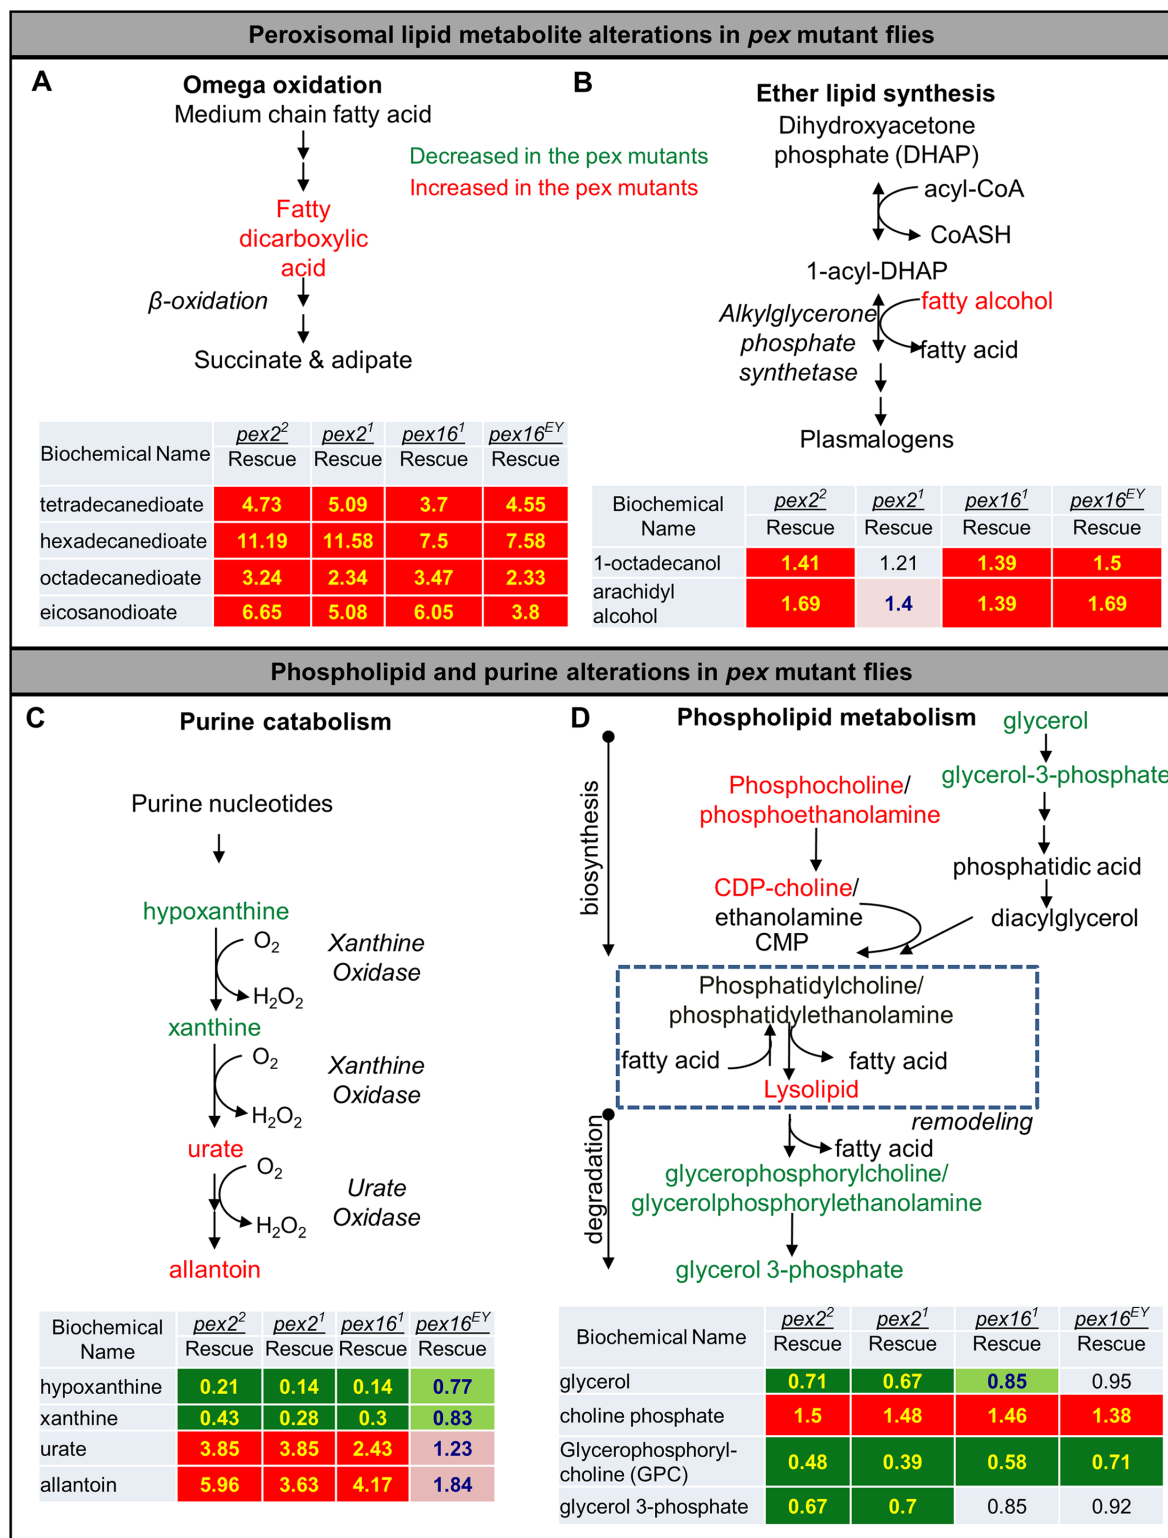 Peroxisomal lipid metabolite alterations in pex mutant flies
A
Omega oxidation
Medium chain fatty acid
Fatty
dicarboxylic
acid
β-oxidation
Succinate & adipate
Decreased in the pex mutants
Increased in the pex mutants
Biochemical Name pex2² pex2¹ pex16¹ pex16ᴱʸ
Rescue Rescue Rescue Rescue
tetradecanedioate 4.73 5.09 3.7 4.55
hexadecanedioate 11.19 11.58 7.5 7.58
octadecanedioate 3.24 2.34 3.47 2.33
eicosanodioate 6.65 5.08 6.05 3.8
B
Ether lipid synthesis
Dihydroxyacetone
phosphate (DHAP)
acyl-CoA
CoASH
1-acyl-DHAP
fatty alcohol
Alkylglycerone
phosphate
synthetase
fatty acid
Plasmalogens
Biochemical Name pex2² pex2¹ pex16¹ pex16ᴱʸ
Rescue Rescue Rescue Rescue
1-octadecanol 1.41 1.21 1.39 1.5
arachidyl
alcohol 1.69 1.4 1.39 1.69
Phospholipid and purine alterations in pex mutant flies
C
Purine catabolism
Purine nucleotides
hypoxanthine
O₂
Xanthine
Oxidase
H₂O₂
xanthine
O₂
Xanthine
Oxidase
H₂O₂
urate
O₂
Urate
Oxidase
H₂O₂
allantoin
Biochemical Name pex2² pex2¹ pex16¹ pex16ᴱʸ
Rescue Rescue Rescue Rescue
hypoxanthine 0.21 0.14 0.14 0.77
xanthine 0.43 0.28 0.3 0.83
urate 3.85 3.85 2.43 1.23
allantoin 5.96 3.63 4.17 1.84
D
Phospholipid metabolism
glycerol
glycerol-3-phosphate
biosynthesis
Phosphocholine/
phosphoethanolamine
phosphatidic acid
CDP-choline/
ethanolamine
CMP
diacylglycerol
Phosphatidylcholine/
phosphatidylethanolamine
fatty acid
fatty acid
Lysolipid
remodeling
degradation
fatty acid
glycerophosphorylcholine/
glycerolphosphorylethanolamine
glycerol 3-phosphate
Biochemical Name pex2² pex2¹ pex16¹ pex16ᴱʸ
Rescue Rescue Rescue Rescue
glycerol 0.71 0.67 0.85 0.95
choline phosphate 1.5 1.48 1.46 1.38
Glycerophosphoryl-
choline (GPC) 0.48 0.39 0.58 0.71
glycerol 3-phosphate 0.67 0.7 0.85 0.92